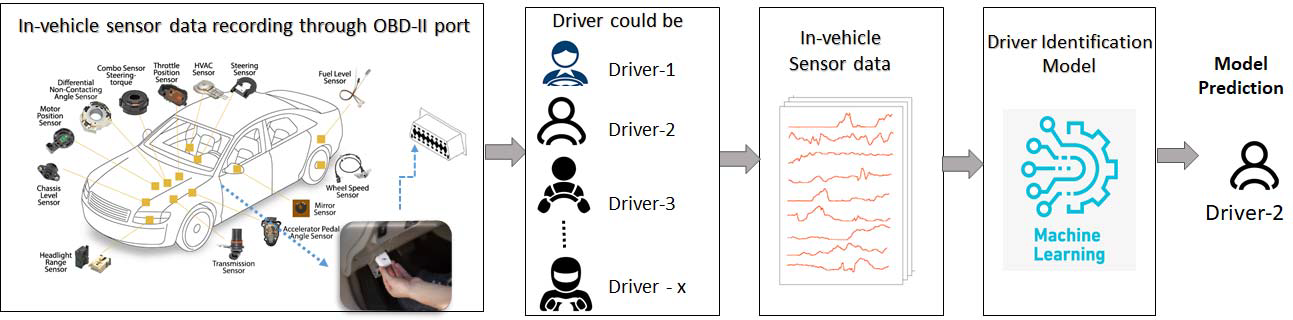 In-vehicle sensor data recording through OBD-II port
Combo Sensor
Steering-
torque
Throttle
Position
Sensor
HVAC
Sensor
Steering
Sensor
Fuel Level
Sensor
Differential
Non-Contacting
Angle Sensor
Motor
Position
Sensor
Chassis
Level
Sensor
Wheel Speed
Sensor
Mirror
Sensor
Accelerator Pedal
Angle Sensor
Transmission
Sensor
Headlight
Range
Sensor
Driver could be
Driver-1
Driver-2
Driver-3
Driver - x
In-vehicle
Sensor data
Driver Identification
Model
Machine
Learning
Model
Prediction
Driver-2